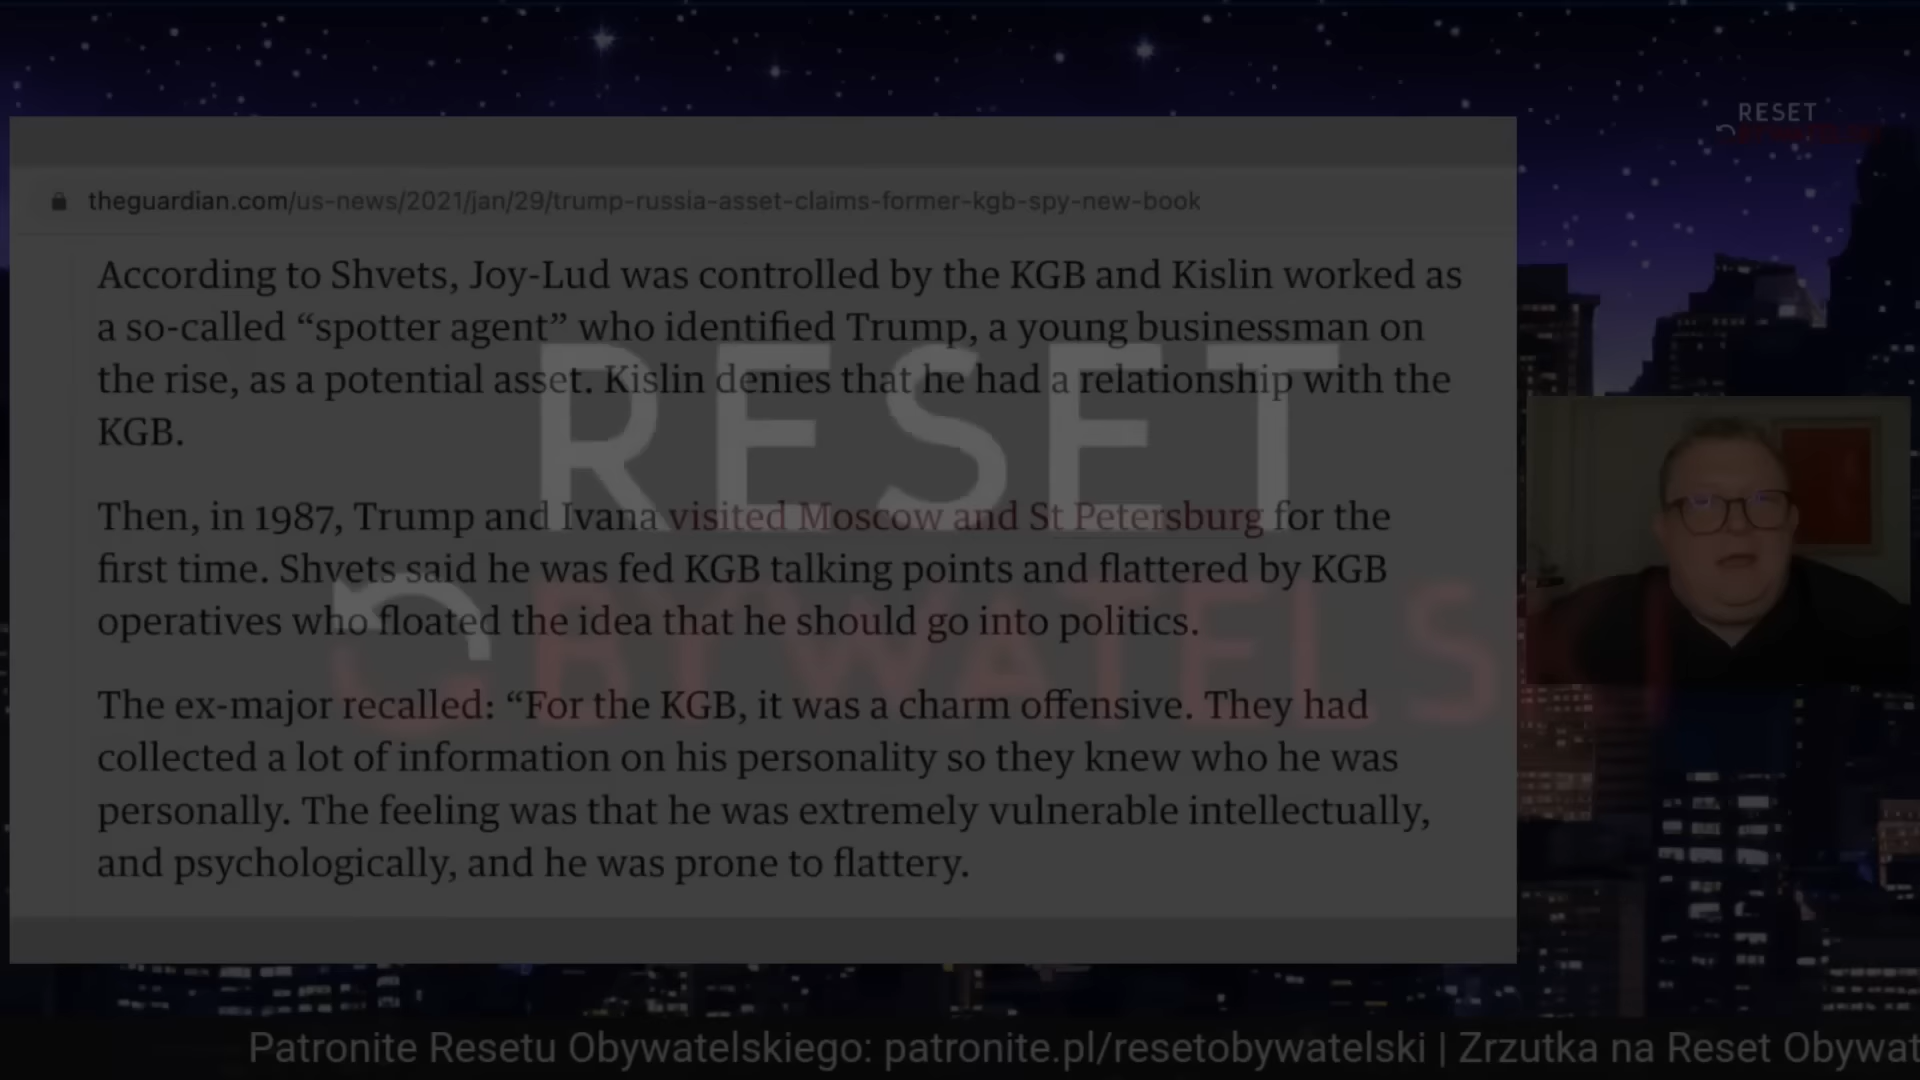 RESET
theguardian.com/us-news/2021/jan/29/trump-russia-asset-claims-former-kgb-spy-new-book
According to Shvets, Joy-Lud was controlled by the KGB and Kislin worked as
a so-called “spotter agent” who identified Trump, a young businessman on
the rise, as a potential asset. Kislin denies that he had a relationship with the
KGB.
Then, in 1987, Trump and Ivana visited Moscow and St Petersburg for the
first time. Shvets said he was fed KGB talking points and flattered by KGB
operatives who floated the idea that he should go into politics.
The ex-major recalled: “For the KGB, it was a charm offensive. They had
collected a lot of information on his personality so they knew who he was
personally. The feeling was that he was extremely vulnerable intellectually,
and psychologically, and he was prone to flattery.
RESET
OBYWATELS
Patronite Resetu Obywatelskiego: patronite.pl/resetobywatelski | Zrzutka na Reset Obywat